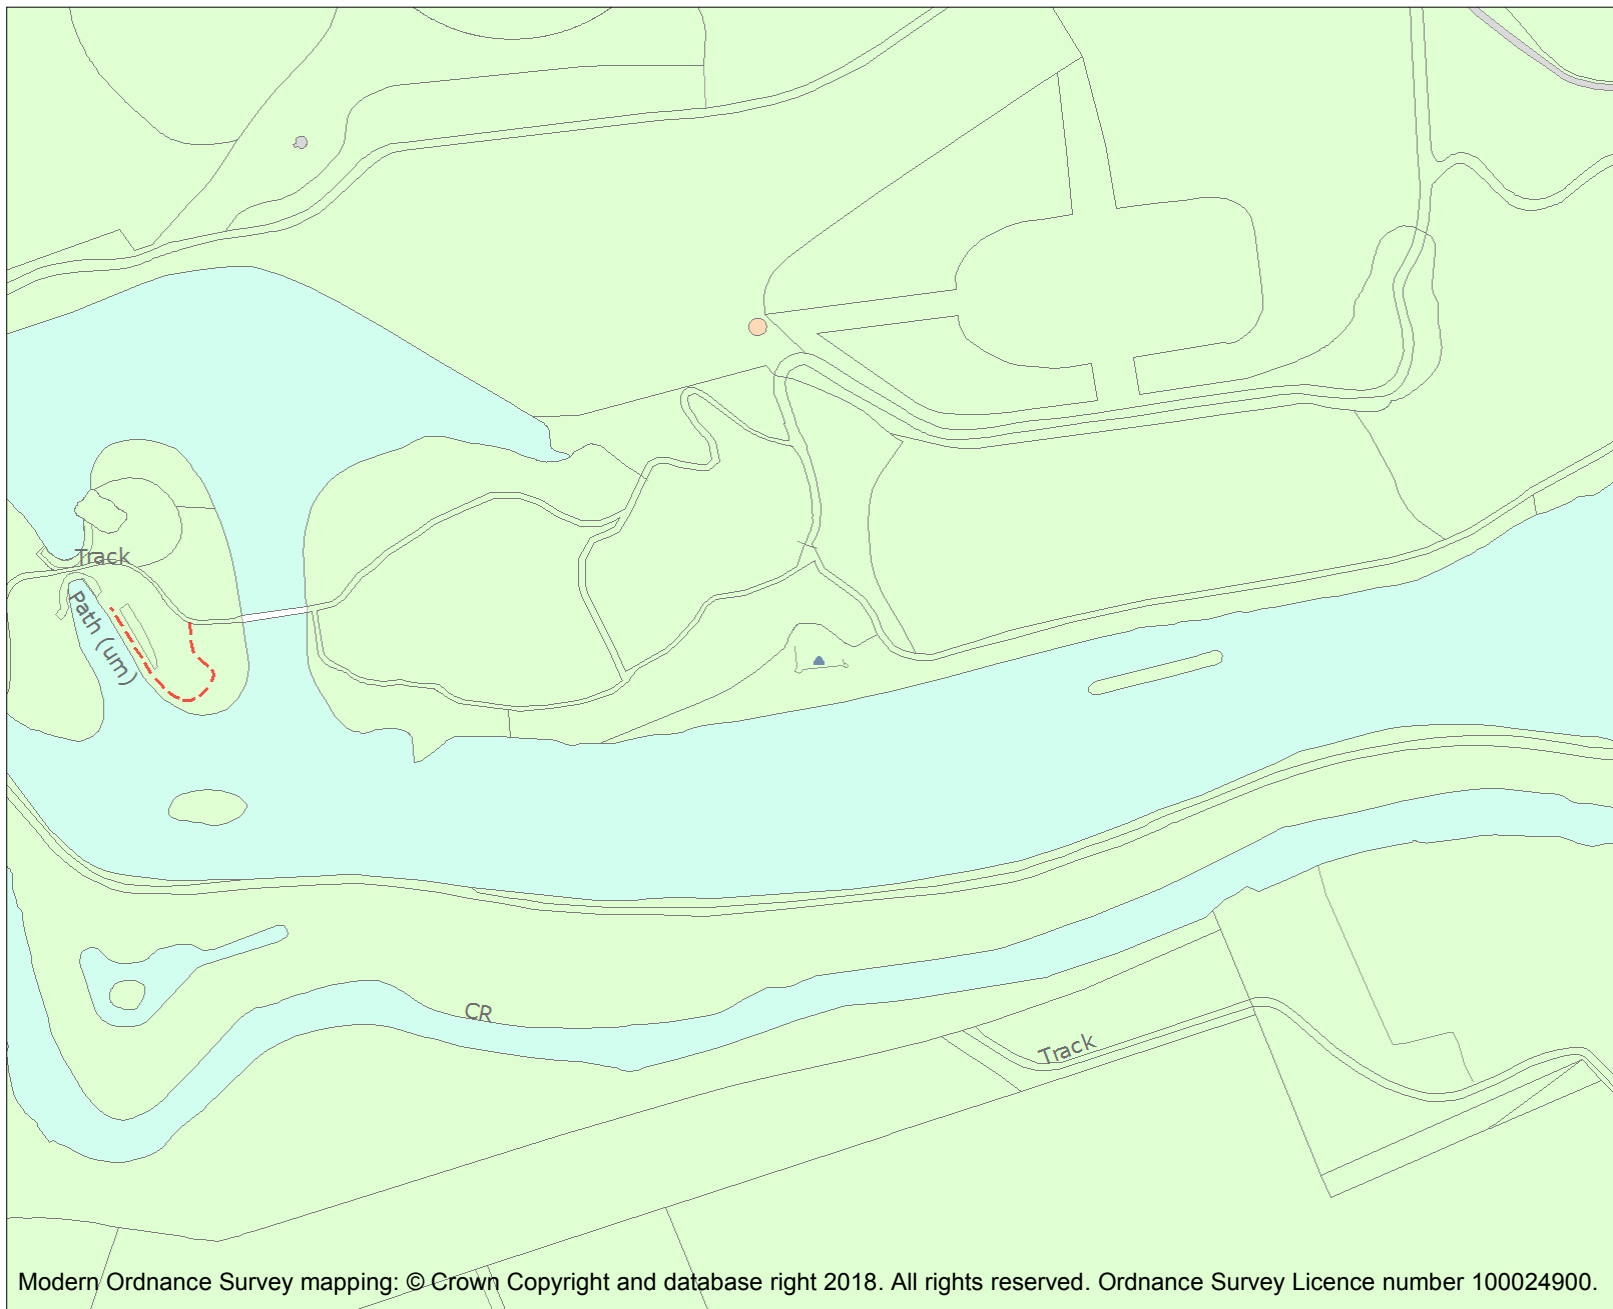 Track
Path (um)
CR
Track
Modern Ordnance Survey mapping: © Crown Copyright and database right 2018. All rights reserved. Ordnance Survey Licence number 100024900.